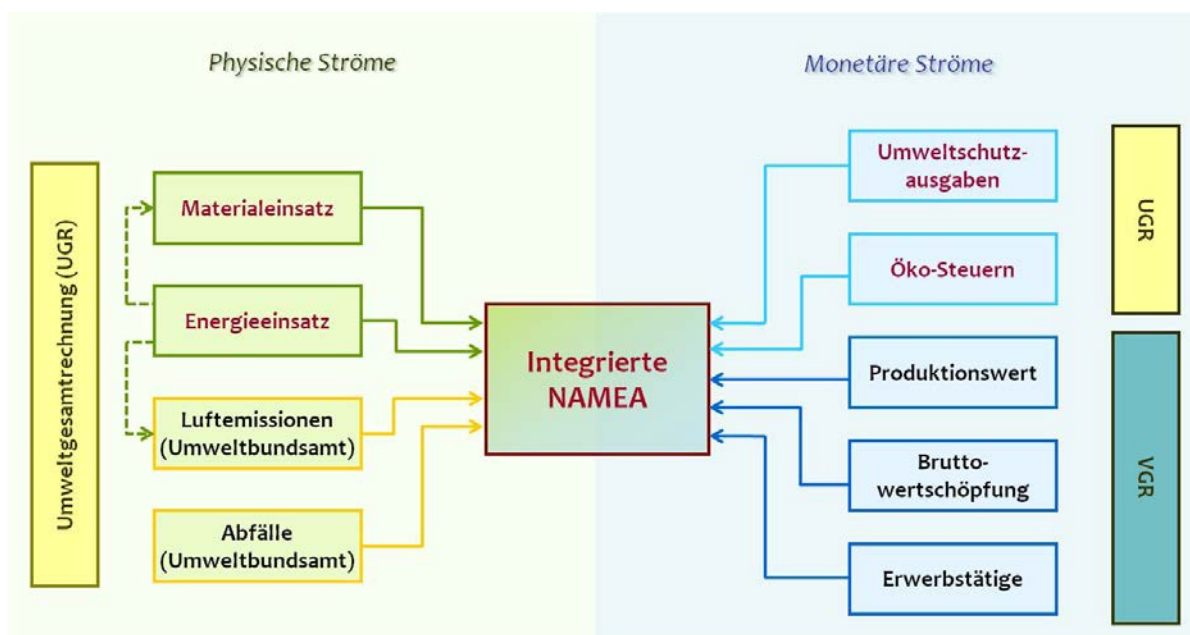 Physische Ströme
Monetäre Ströme
Umweltgesamtrechnung (UGR)
Materialeinsatz
Energieeinsatz
Luftemissionen
(Umweltbundsamt)
Abfälle
(Umweltbundsamt)
Integrierte
NAMEA
Umweltschutz-
ausgaben
Öko-Steuern
Produktionswert
Brutto-
wertschöpfung
Erwerbstätige
UGR
VGR